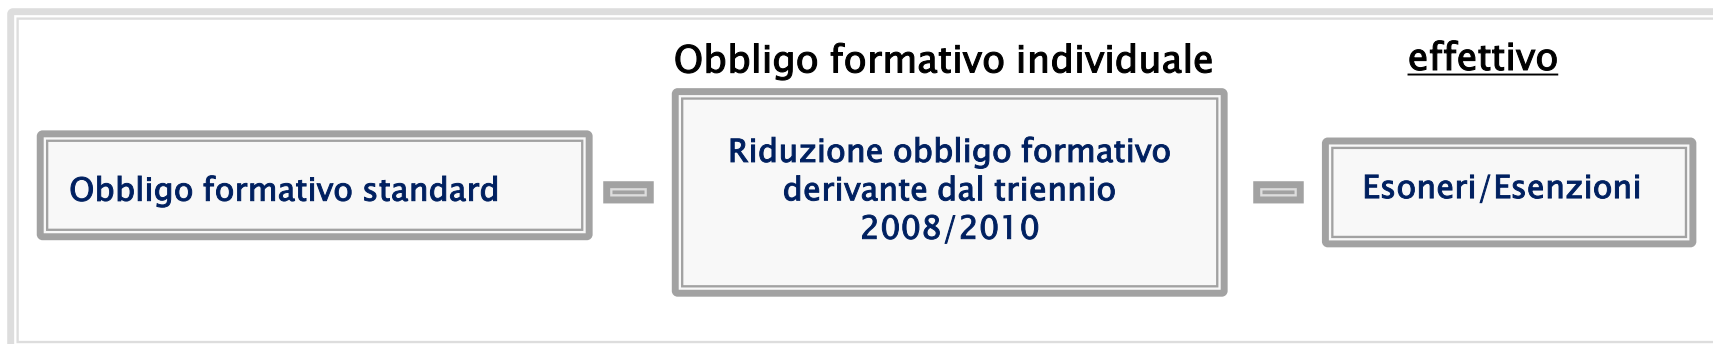 Obbligo formativo individuale effettivo
Obbligo formativo standard
Riduzione obbligo formativo
derivante dal triennio
2008/2010
Esoneri/Esenzioni